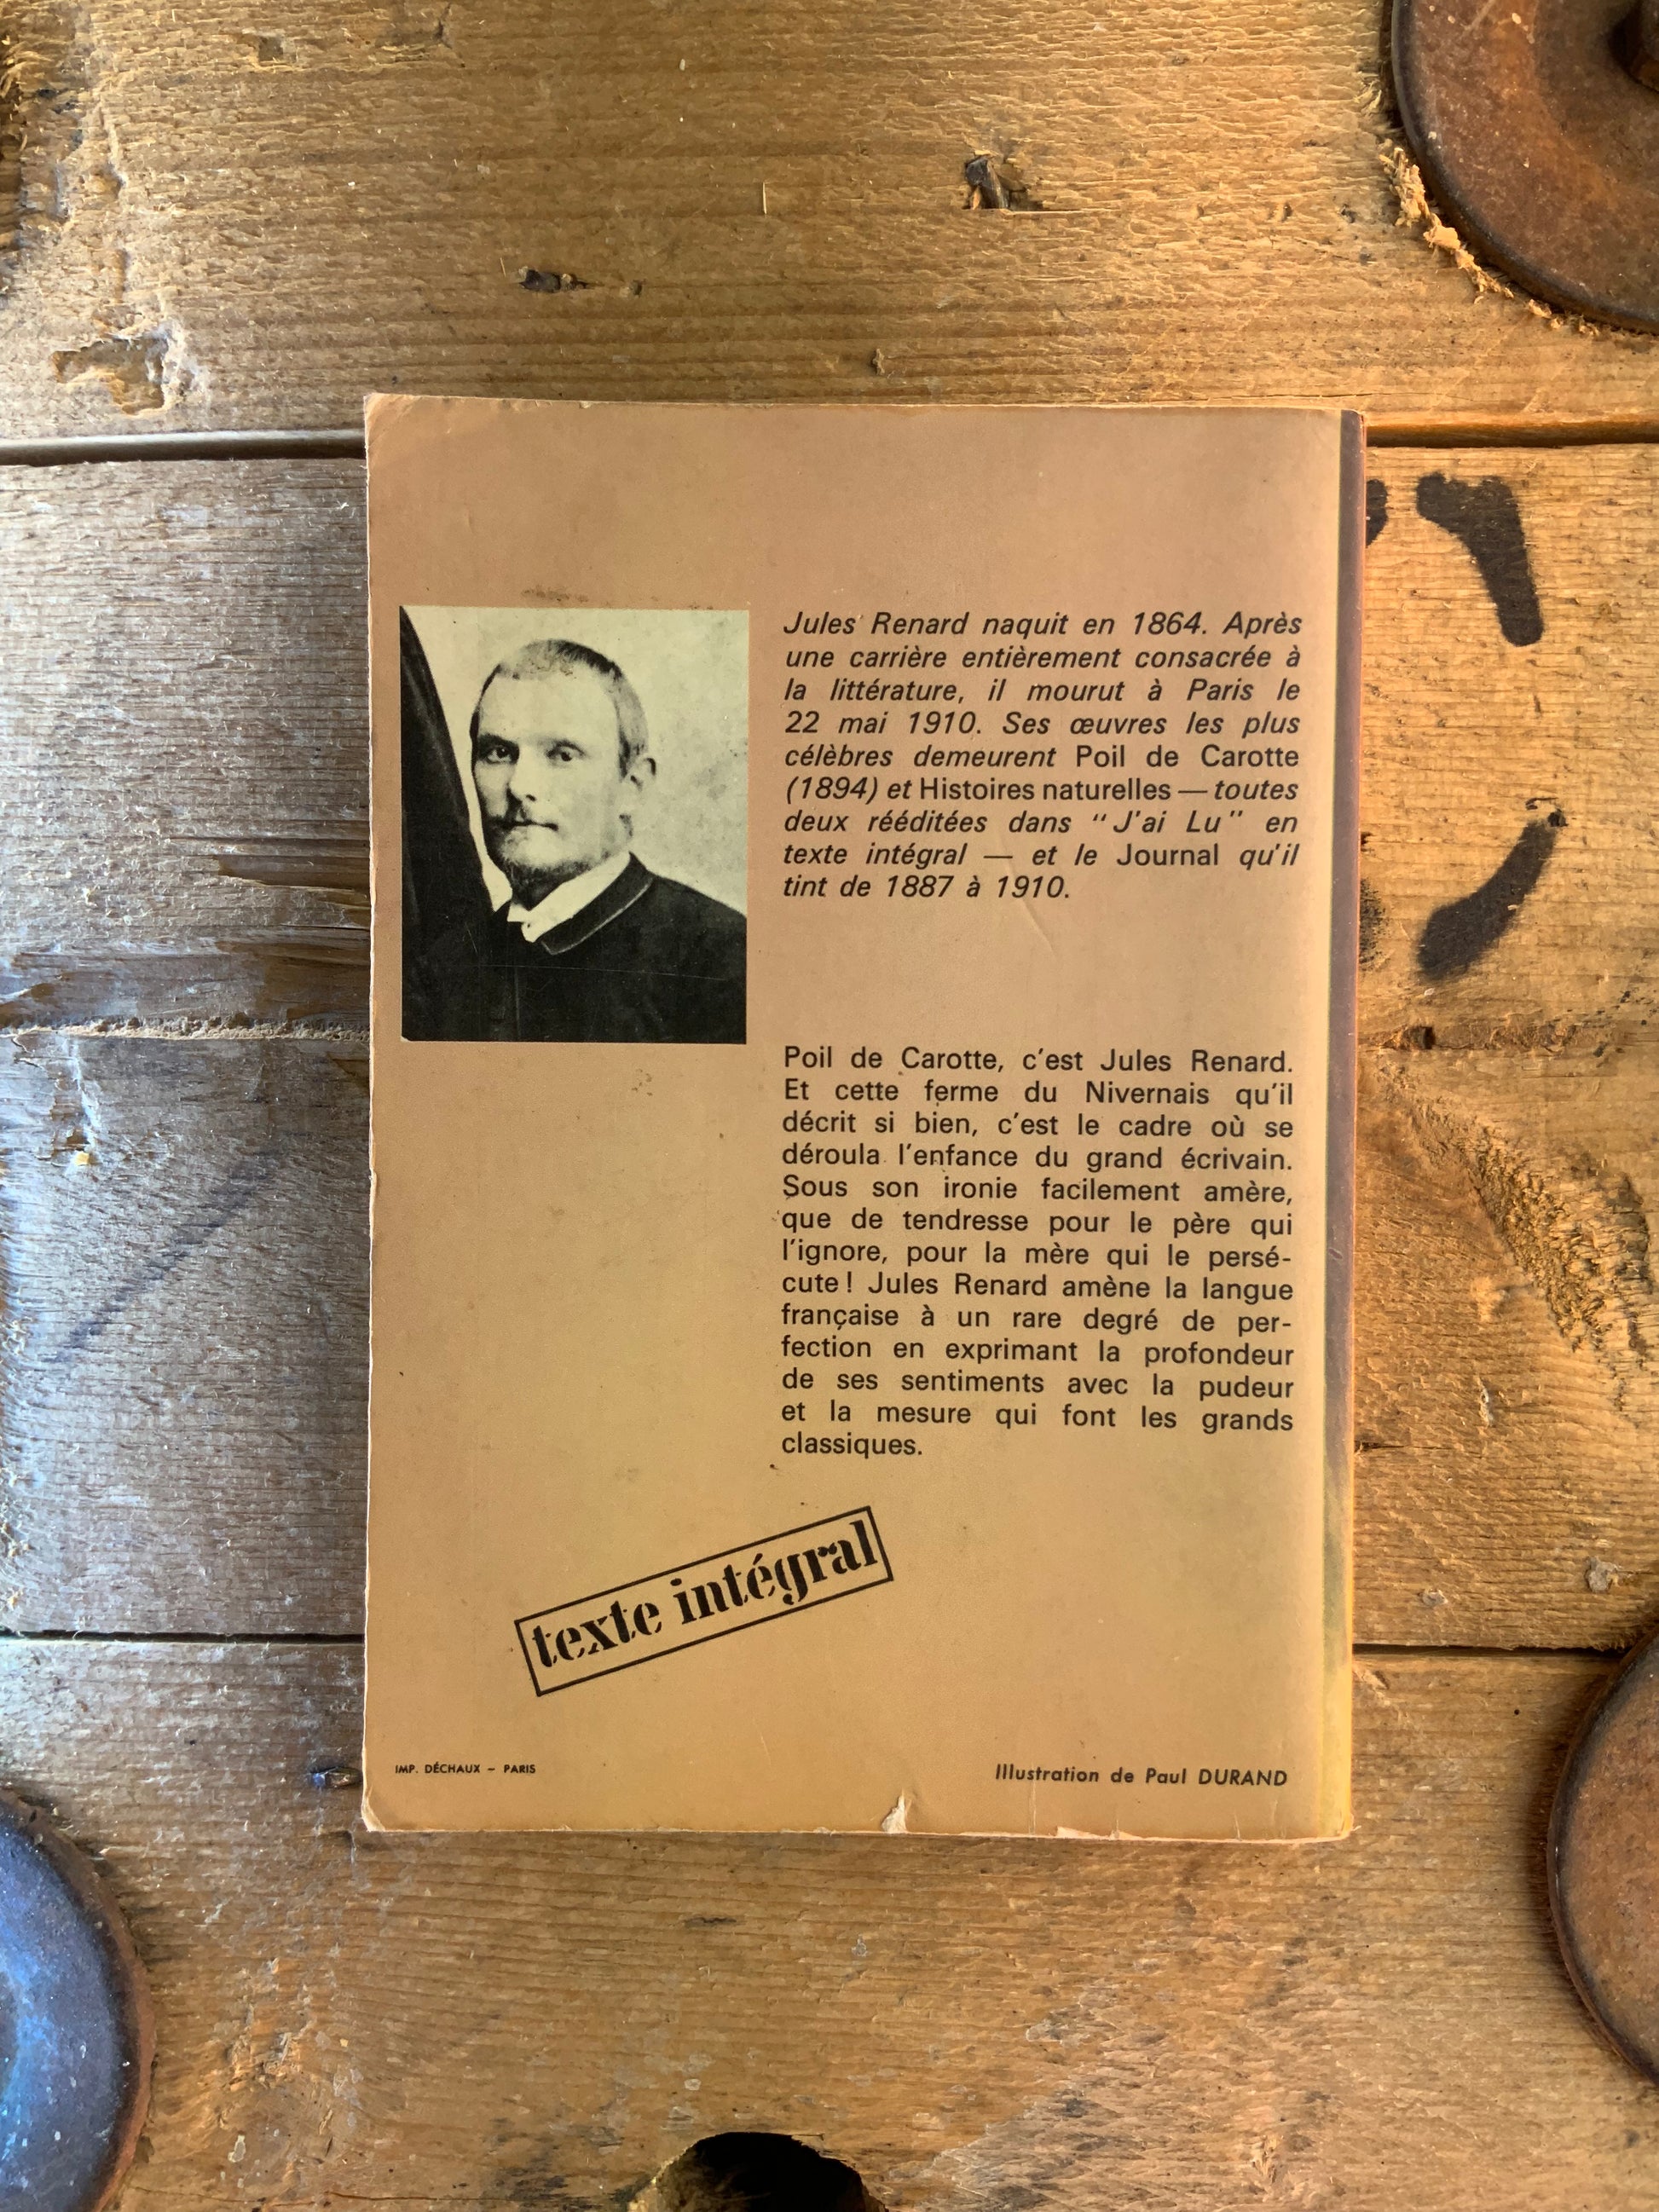 Jules Renard naquit en 1864. Après
une carrière entièrement consacrée à
la littérature, il mourut à Paris le
22 mai 1910. Ses œuvres les plus
célèbres demeurent Poil de Carotte
(1894) et Histoires naturelles — toutes
deux rééditées dans "J'ai Lu" en
texte intégral — et le Journal qu'il
tint de 1887 à 1910.
Poil de Carotte, c'est Jules Renard.
Et cette ferme du Nivernais qu'il
décrit si bien, c'est le cadre où se
déroula l'enfance du grand écrivain.
Sous son ironie facilement amère,
que de tendresse pour le père qui
l'ignore, pour la mère qui le persé-
cute ! Jules Renard amène la langue
française à un rare degré de per-
fection en exprimant la profondeur
de ses sentiments avec la pudeur
et la mesure qui font les grands
classiques.
texte intégral
IMP. DÉCHAUX – PARIS
Illustration de Paul DURAND